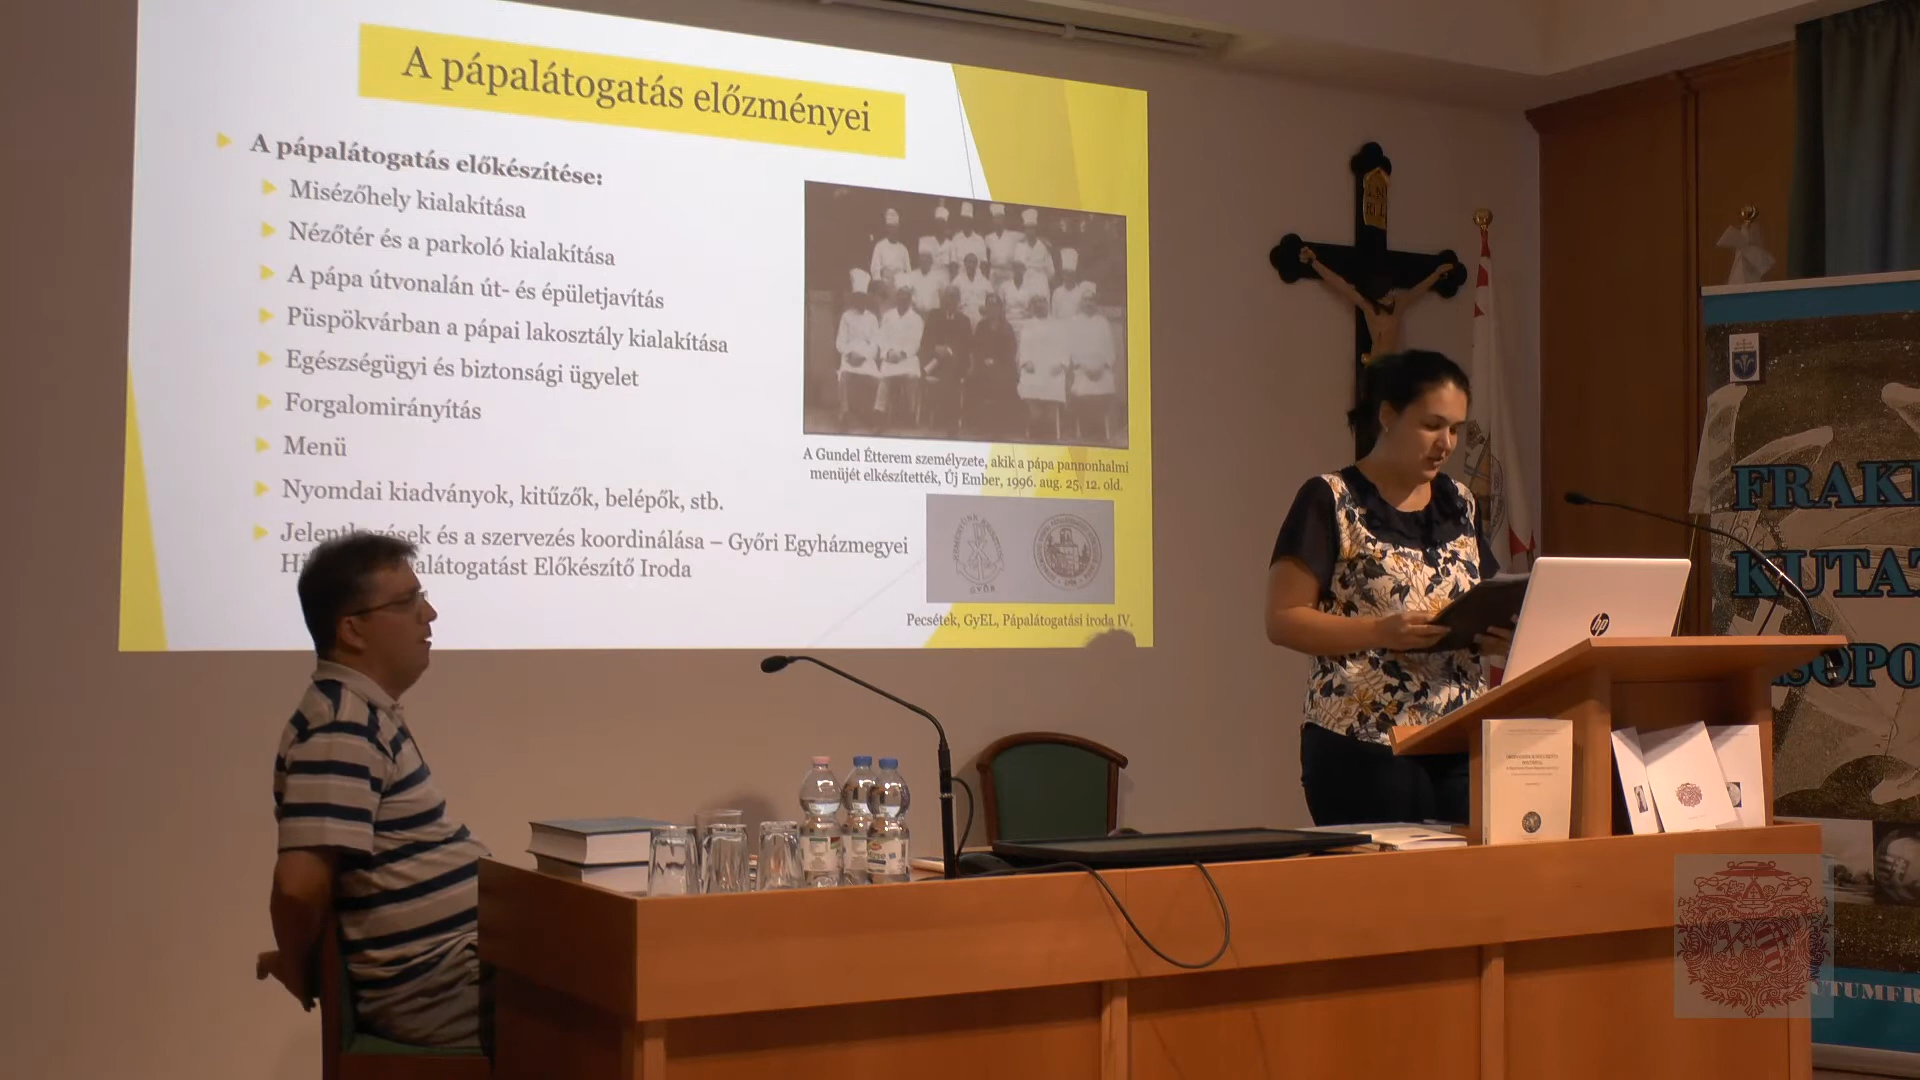 A pápalátogatás előzményei
A pápalátogatás előkészítése:
Misézőhely kialakítása
Nézőtér és a parkoló kialakítása
A pápa útvonalán út- és épületjavítás
Püspökvárban a pápai lakosztály kialakítása
Egészségügyi és biztonsági ügyelet
Forgalomirányítás
Menü
Nyomdai kiadványok, kitűzők, belépők, stb.
Jelentkezések és a szervezés koordinálása – Győri Egyházmegyei
alátogatást Előkészítő Iroda
A Gundel Étterem személyzete, akik a pápa pannonhalmi
menüjét elkészítették, Új Ember, 1996. aug. 25. 12. old.
GYŐR
Pecsétek, GyEL, Pápalátogatási iroda IV.
hp
FRAK
KUTA
SOPO
UTUMFR